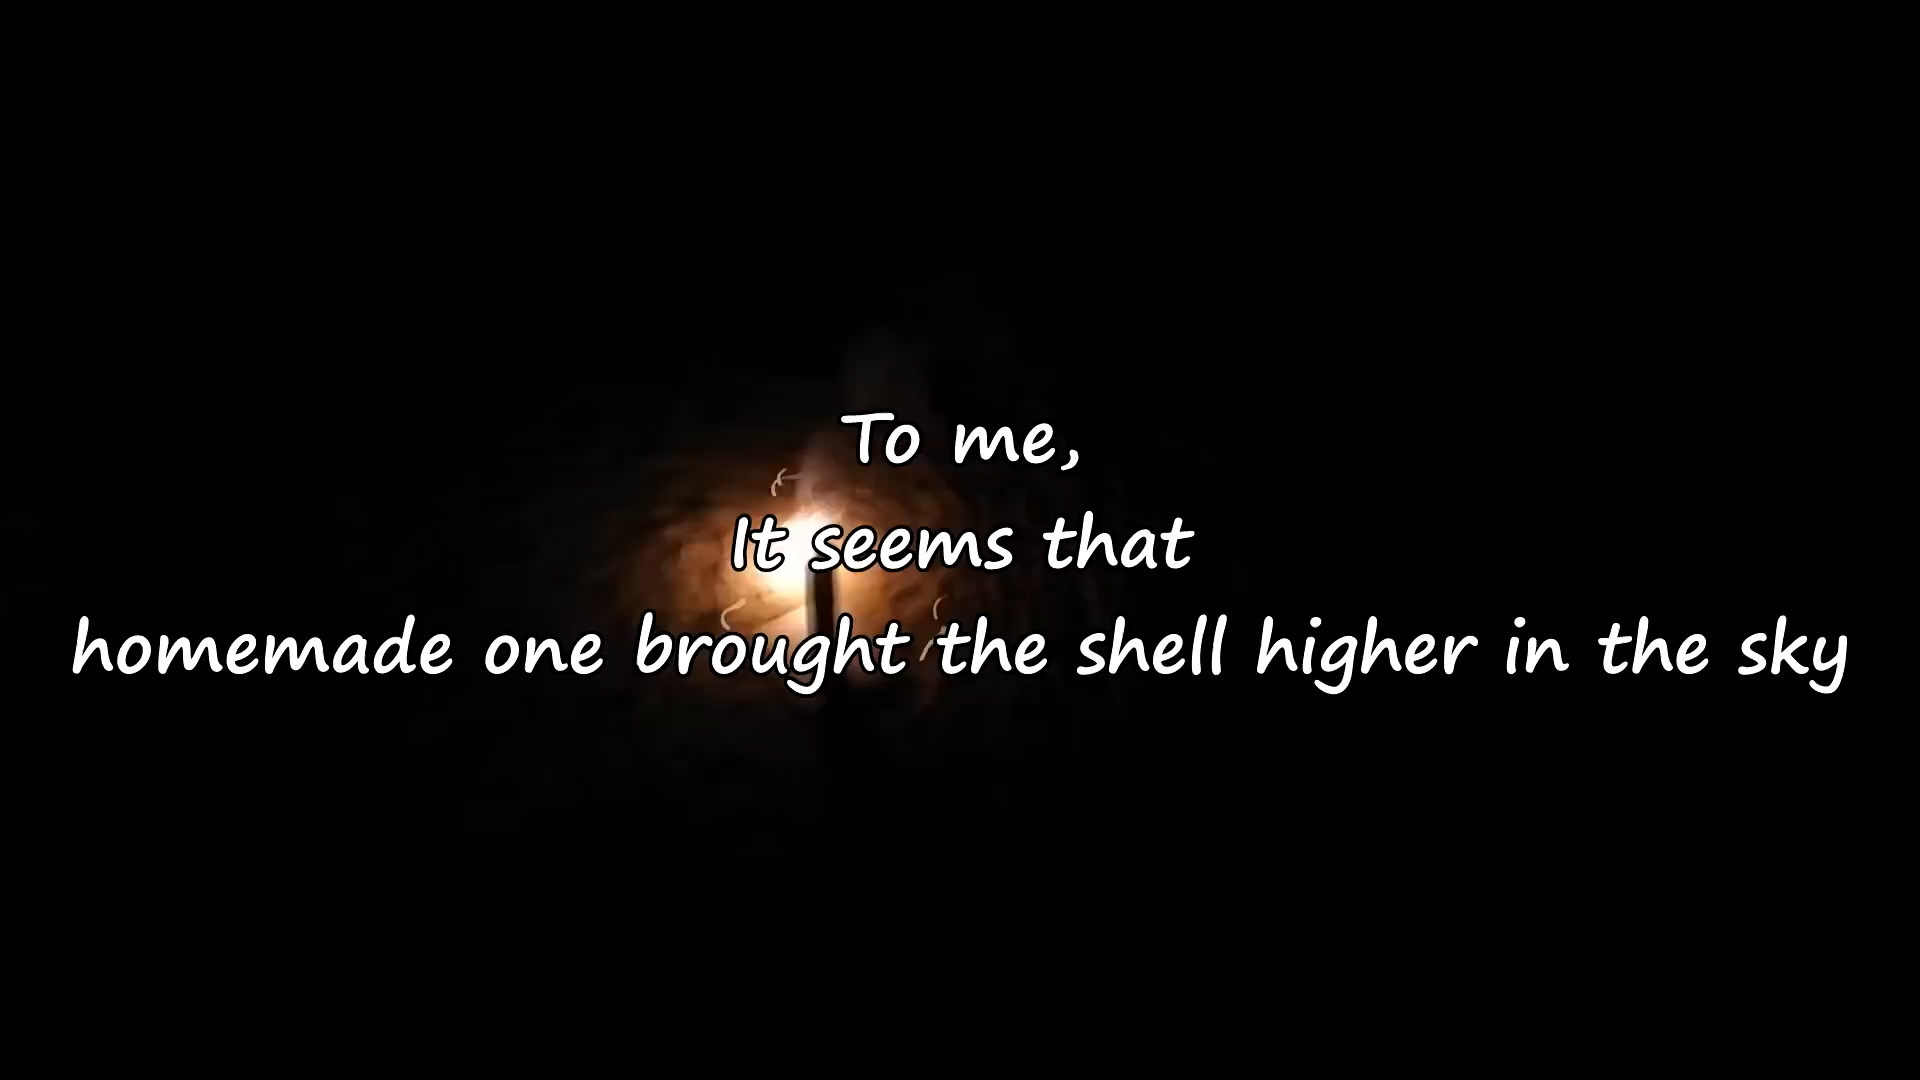 To me,
It seems that
homemade one brought the shell higher in the sky